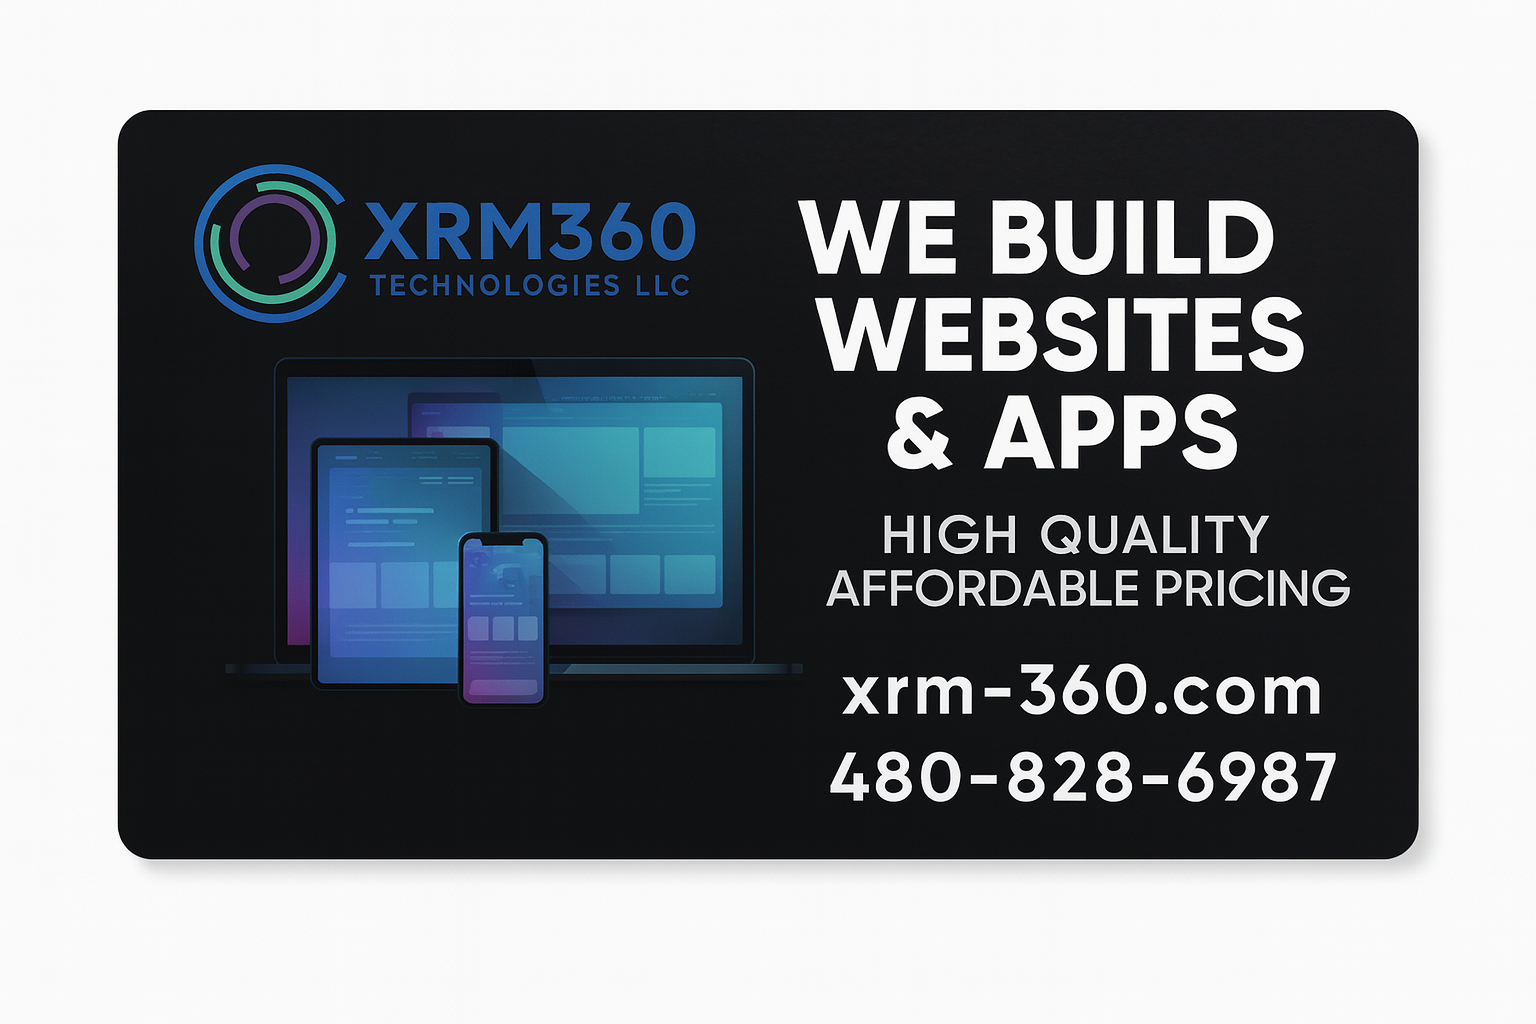 XRM360
TECHNOLOGIES LLC
WE BUILD
WEBSITES
& APPS
HIGH QUALITY
AFFORDABLE PRICING
xrm-360.com
480-828-6987